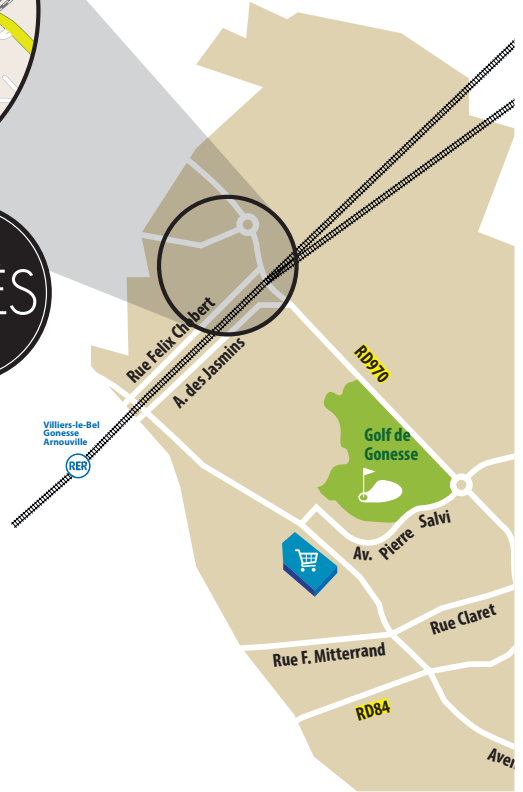 ES
Rue Felix Chobert
A. des Jasmins
RD970
Villiers-le-Bel
Gonesse
Arnouville
RER
Golf de
Gonesse
Av. Pierre Salvi
Rue Claret
Rue F. Mitterrand
RD84